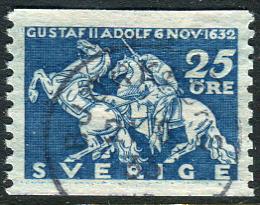 GUSTAF II ADOLF 6 NOV • 1632
25
ÖRE
SVERIGE